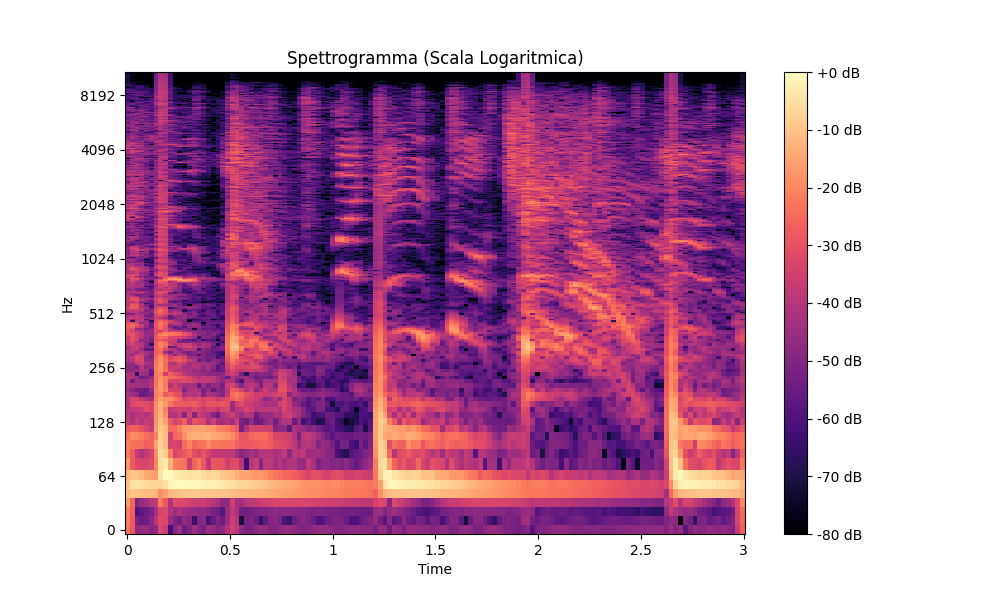 Spettrogramma (Scala Logaritmica)
8192
4096
2048
1024
512
256
128
64
0
Hz
0
0.5
1
1.5
2
2.5
3
Time
+0 dB
-10 dB
-20 dB
-30 dB
-40 dB
-50 dB
-60 dB
-70 dB
-80 dB